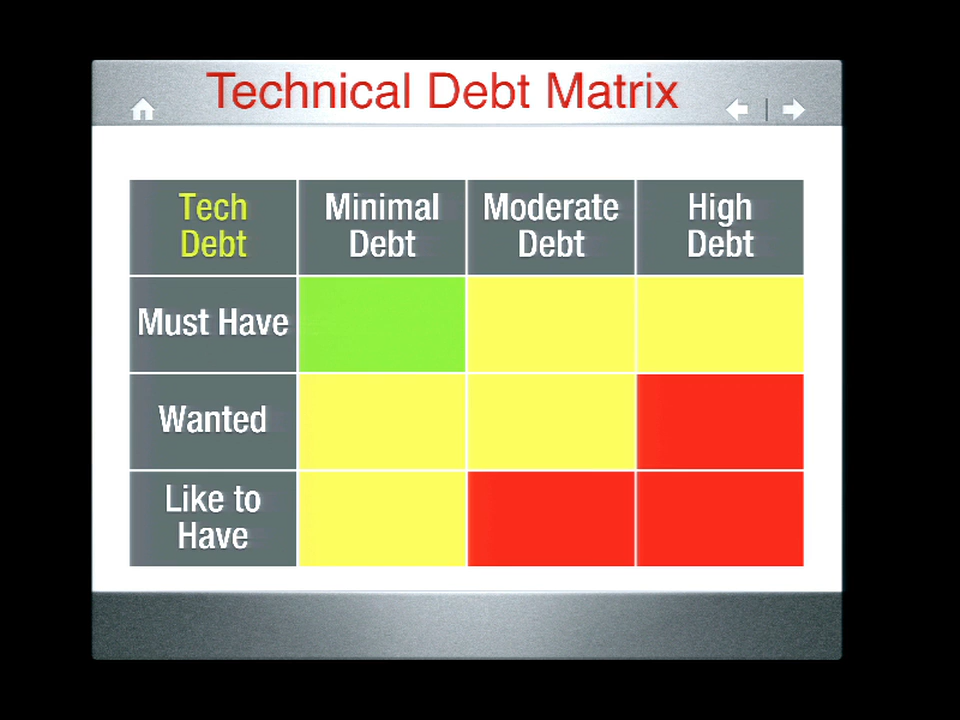 Technical Debt Matrix
Tech
Debt
Minimal
Debt
Moderate
Debt
High
Debt
Must Have
Wanted
Like to
Have